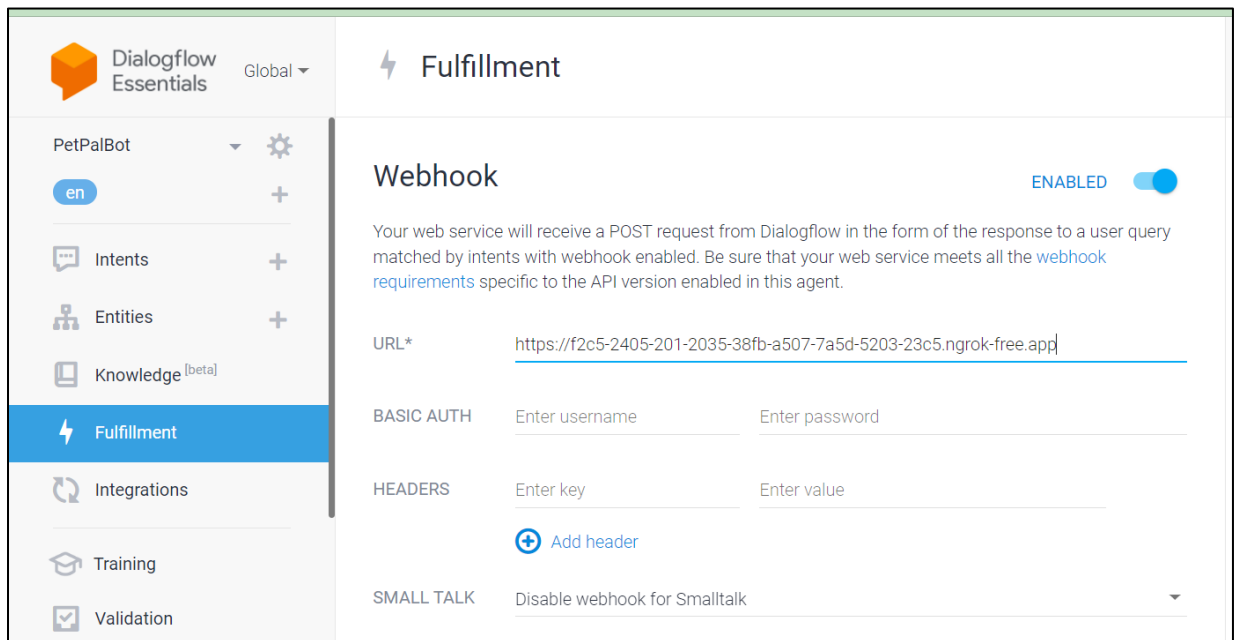 Dialogflow
Essentials
Global
Fulfillment
PetPalBot
en
Intents
Entities
Knowledge [beta]
Fulfillment
Integrations
Training
Validation
Webhook
ENABLED
Your web service will receive a POST request from Dialogflow in the form of the response to a user query
matched by intents with webhook enabled. Be sure that your web service meets all the webhook
requirements specific to the API version enabled in this agent.
URL* https://f2c5-2405-201-2035-38fb-a507-7a5d-5203-23c5.ngrok-free.app
BASIC AUTH Enter username Enter password
HEADERS Enter key Enter value
Add header
SMALL TALK Disable webhook for Smalltalk